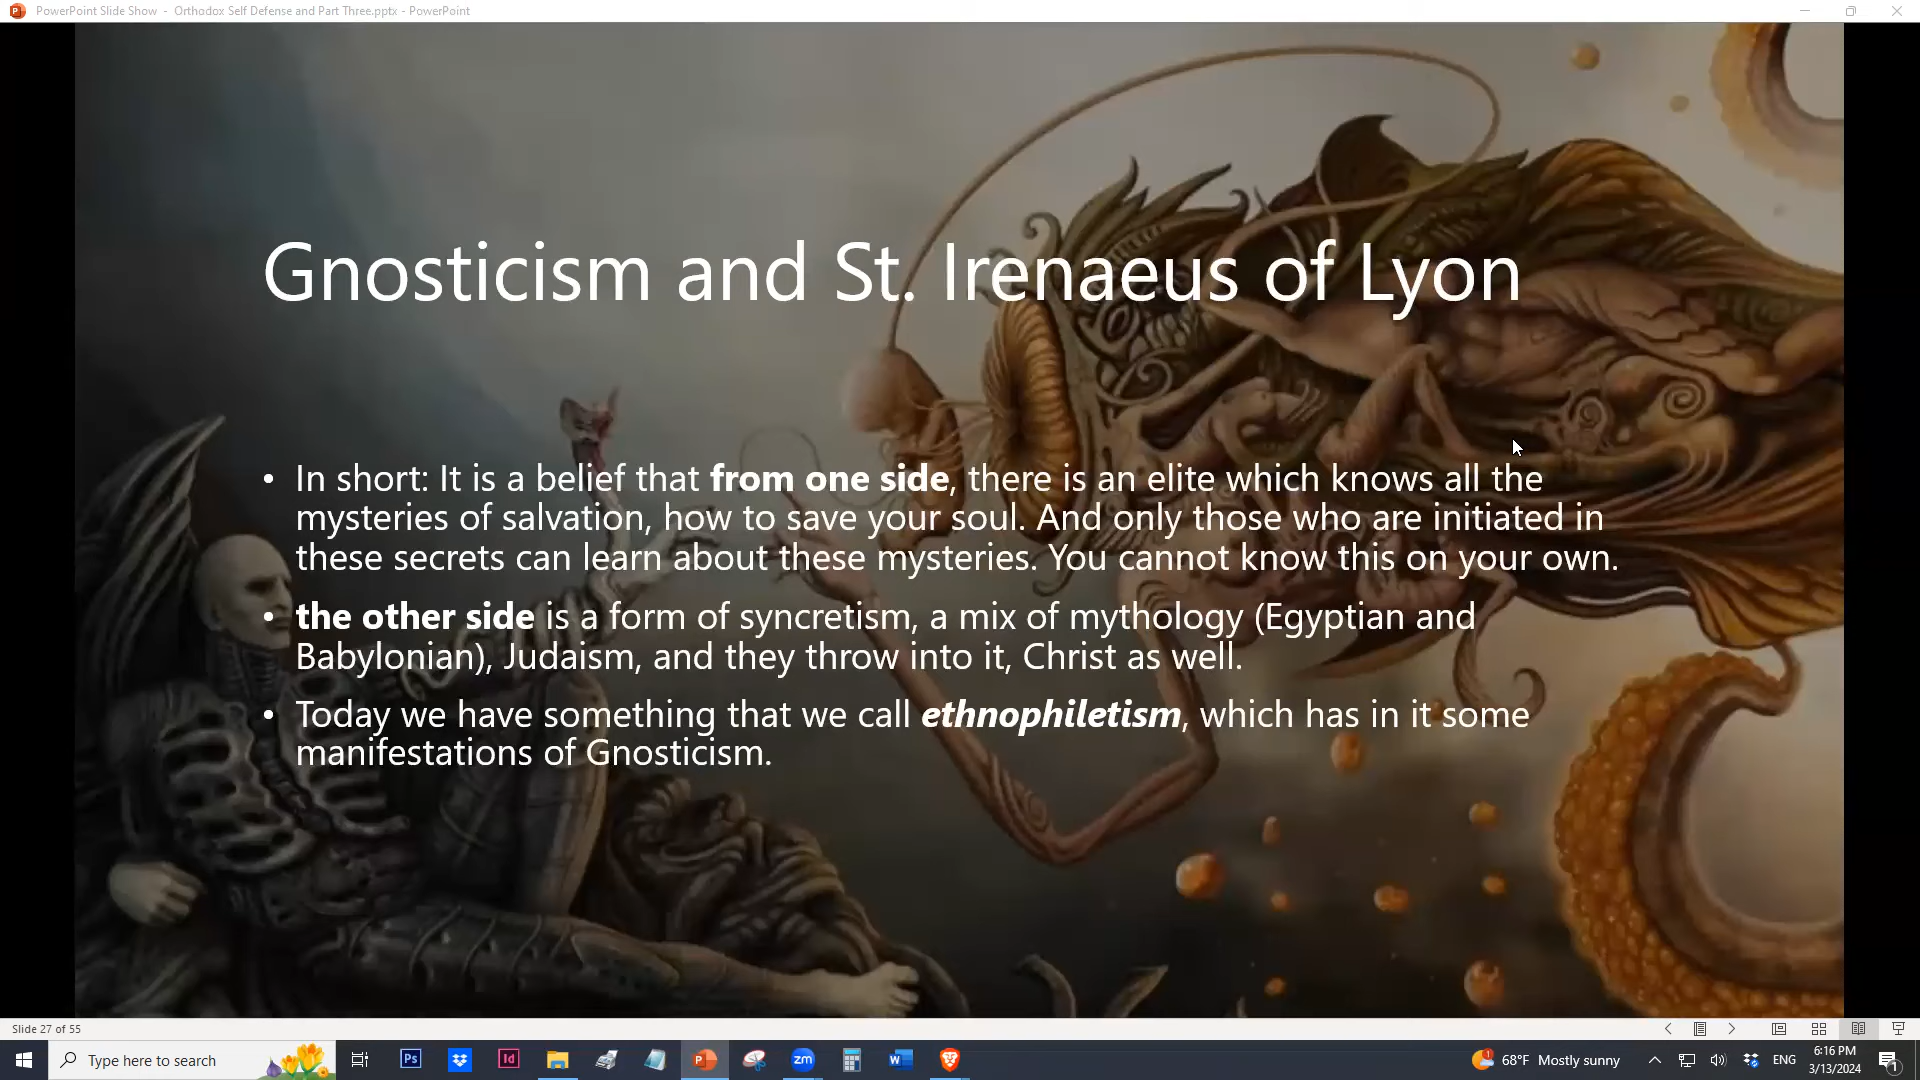 PowerPoint Slide Show - Orthodox Self Defense and Part Three.pptx - PowerPoint
Gnosticism and St. Irenaeus of Lyon
• In short: It is a belief that from one side, there is an elite which knows all the
mysteries of salvation, how to save your soul. And only those who are initiated in
these secrets can learn about these mysteries. You cannot know this on your own.
• the other side is a form of syncretism, a mix of mythology (Egyptian and
Babylonian), Judaism, and they throw into it, Christ as well.
• Today we have something that we call ethnophiletism, which has in it some
manifestations of Gnosticism.
Slide 27 of 55
Type here to search
Ps
Id
zm
W
1
68°F Mostly sunny
ENG
6:16 PM
3/13/2024
1